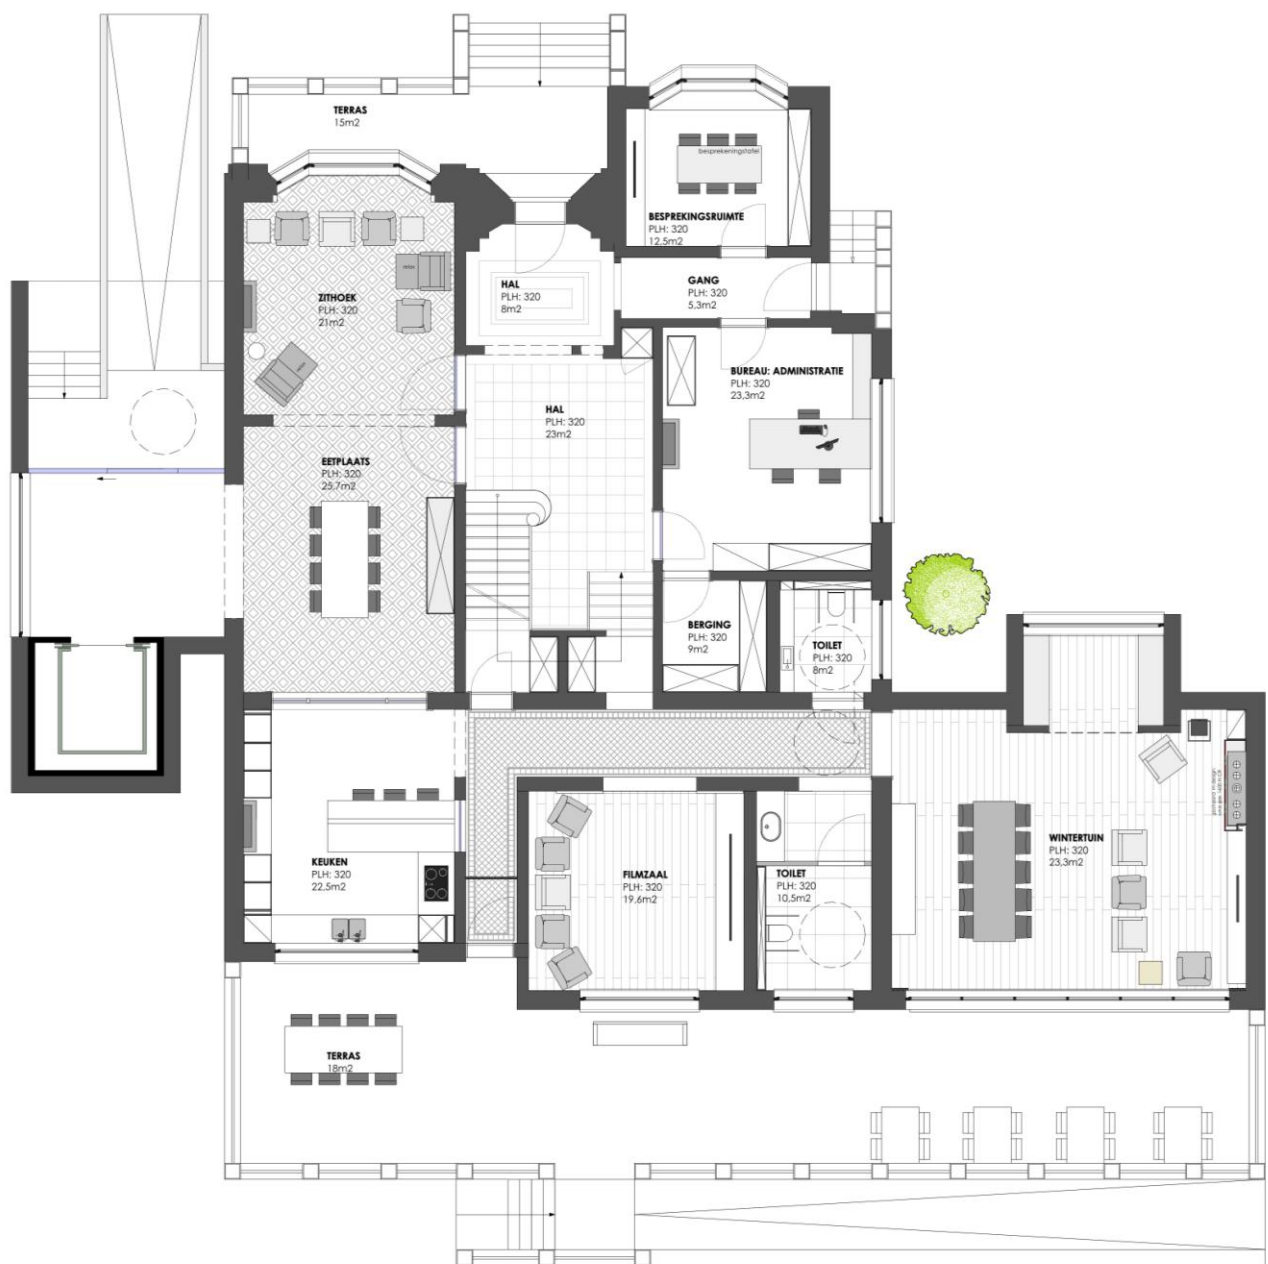 TERRAS
15m2
besprekeningstafel
BESPREKINGSRUIMTE
PLH: 320
12,5m2
HAL
PLH: 320
8m2
GANG
PLH: 320
5,3m2
ZITHOEK
PLH: 320
21m2
BUREAU: ADMINISTRATIE
PLH: 320
23,3m2
HAL
PLH: 320
23m2
EETPLAATS
PLH: 320
25,7m2
BERGING
PLH: 320
9m2
TOILET
PLH: 320
8m2
WINTERTUIN
PLH: 320
23,3m2
KEUKEN
PLH: 320
22,5m2
FILMZAAL
PLH: 320
19,6m2
TOILET
PLH: 320
10,5m2
TERRAS
18m2